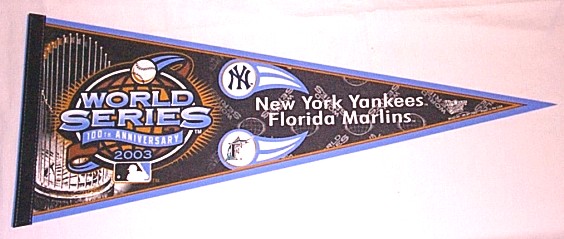 WORLD
SERIES
100TH ANNIVERSARY
2003
NY
New York Yankees
Florida Marlins
F